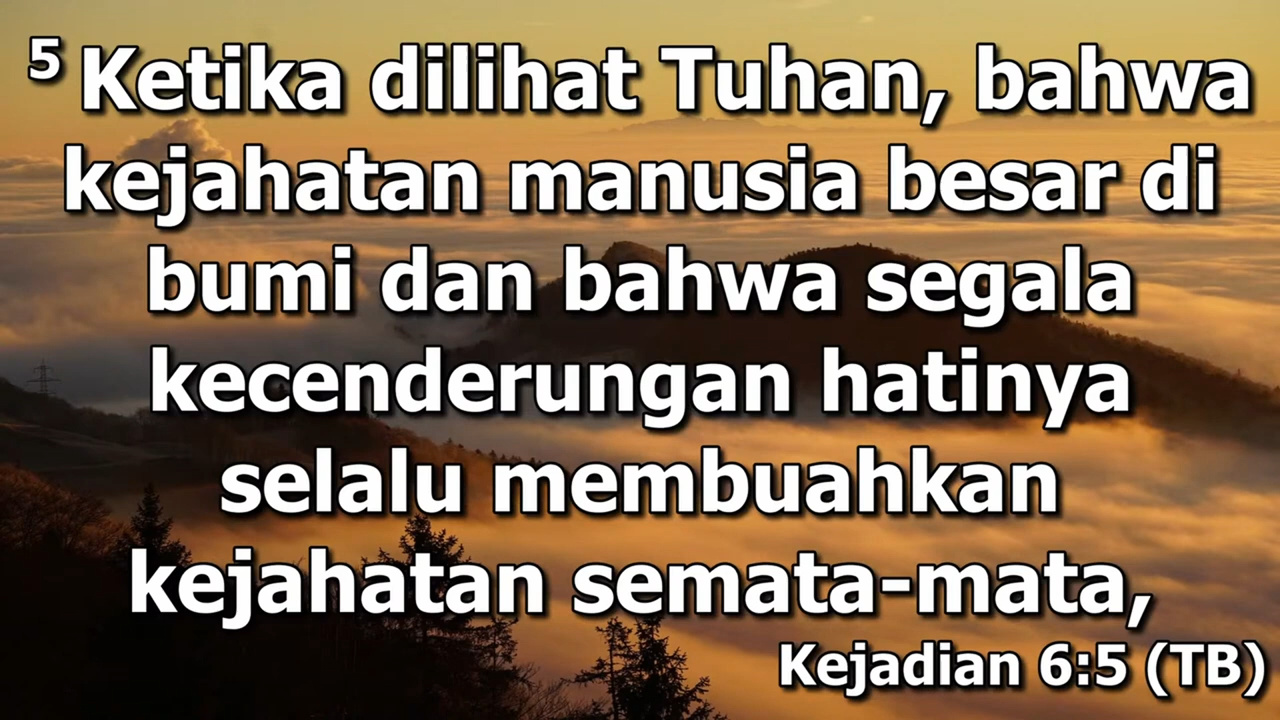 5 Ketika dilihat Tuhan, bahwa
kejahatan manusia besar di
bumi dan bahwa segala
kecenderungan hatinya
selalu membuahkan
kejahatan semata-mata,
Kejadian 6:5 (TB)